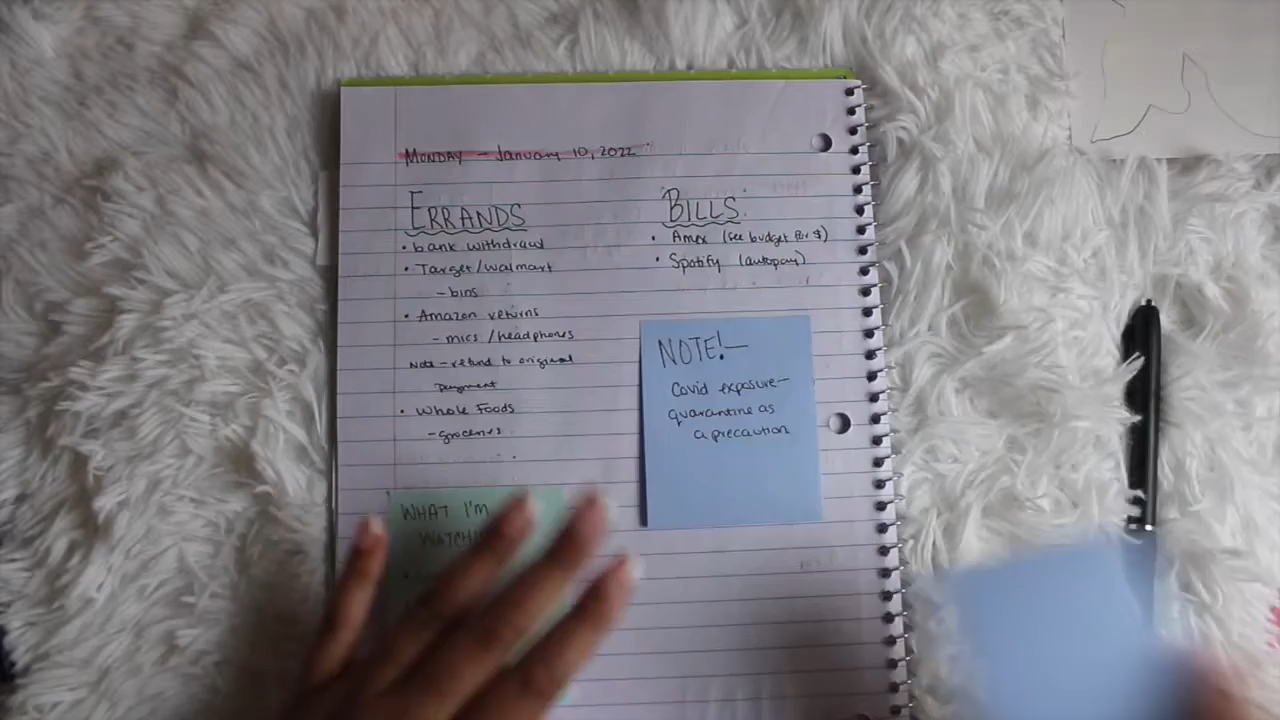 MONDAY - January 10, 2022
ERRANDS
• bank withdraw
• Target/walmart
- bins
• Amazon returns
- mics / headphones
Note - refund to original
payment
• Whole Foods
- groceries
BILLS
• Amex (see budget for $)
• Spotify (autopay)
NOTE! -
Covid exposure -
quarantine as
a precaution
WHAT I'M